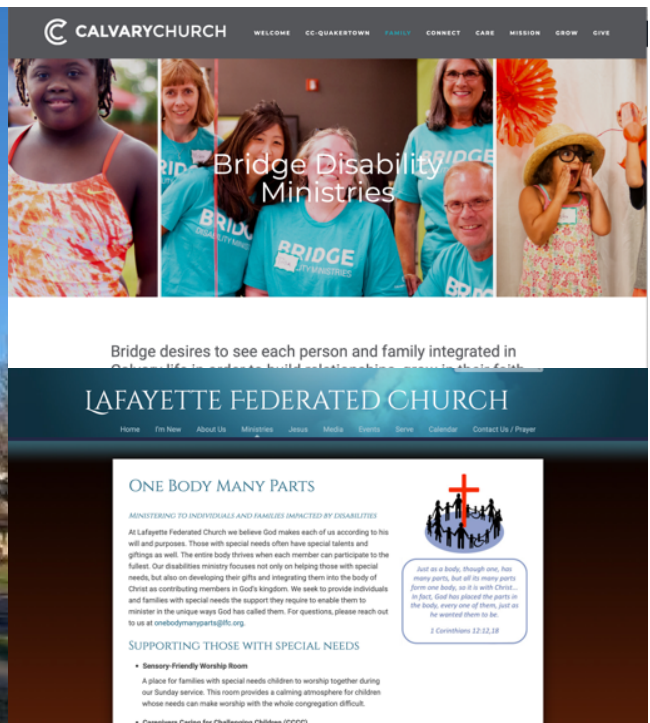 CALVARYCHURCH
WELCOME CC-QUAKERTOWN FAMILY CONNECT CARE MISSION GROW GIVE
Bridge Disability
Ministries
BRIDGE
DISABILITY MINISTRIES
BRIDGE
Bridge desires to see each person and family integrated in
LAFAYETTE FEDERATED CHURCH
Home I'm New About Us Ministries Jesus Media Events Serve Calendar Contact Us / Prayer
ONE BODY MANY PARTS
MINISTERING TO INDIVIDUALS AND FAMILIES IMPACTED BY DISABILITIES
At Lafayette Federated Church we believe God makes each of us according to his
will and purposes. Those with special needs often have special talents and
giftings as well. The entire body thrives when each member can participate to the
fullest. Our disabilities ministry focuses not only on helping those with special
needs, but also on developing their gifts and integrating them into the body of
Christ as contributing members in God's kingdom. We seek to provide individuals
and families with special needs the support they require to enable them to
minister in the unique ways God has called them. For questions, please reach out
to us at onebodymanyparts@lfc.org.
Just as a body, though one, has
many parts, but all its many parts
form one body, so it is with Christ...
In fact, God has placed the parts in
the body, every one of them, just as
he wanted them to be.
1 Corinthians 12:12,18
SUPPORTING THOSE WITH SPECIAL NEEDS
• Sensory-Friendly Worship Room
A place for families with special needs children to worship together during
our Sunday service. This room provides a calming atmosphere for children
whose needs can make worship with the whole congregation difficult.